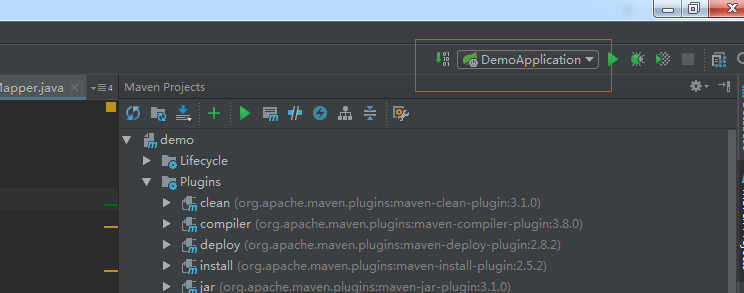 DemoApplication
Mapper.java
4
Maven Projects
demo
Lifecycle
Plugins
clean (org.apache.maven.plugins:maven-clean-plugin:3.1.0)
compiler (org.apache.maven.plugins:maven-compiler-plugin:3.8.0)
deploy (org.apache.maven.plugins:maven-deploy-plugin:2.8.2)
install (org.apache.maven.plugins:maven-install-plugin:2.5.2)
jar (org.apache.maven.plugins:maven-jar-plugin:3.1.0)